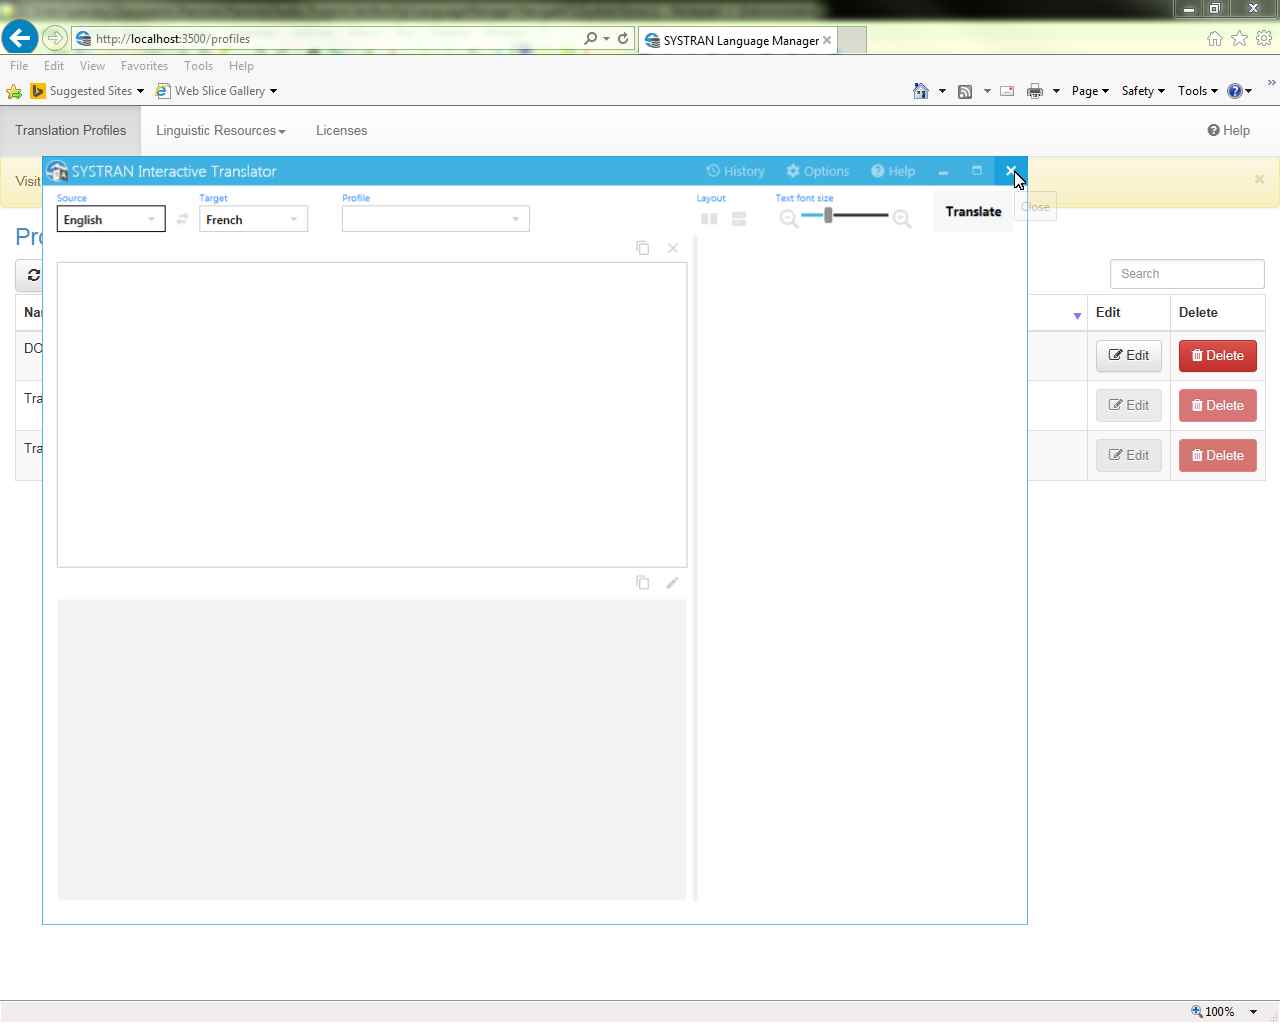 http://localhost:3500/profiles
SYSTRAN Language Manager
File Edit View Favorites Tools Help
Suggested Sites Web Slice Gallery
Page Safety Tools
Translation Profiles Linguistic Resources Licenses Help
Visit
SYSTRAN Interactive Translator History Options Help
Source Target Profile Layout Text font size
English French Translate
Close
Pro
Search
Na Edit Delete
DO Edit Delete
Tra Edit Delete
Tra Edit Delete
100%